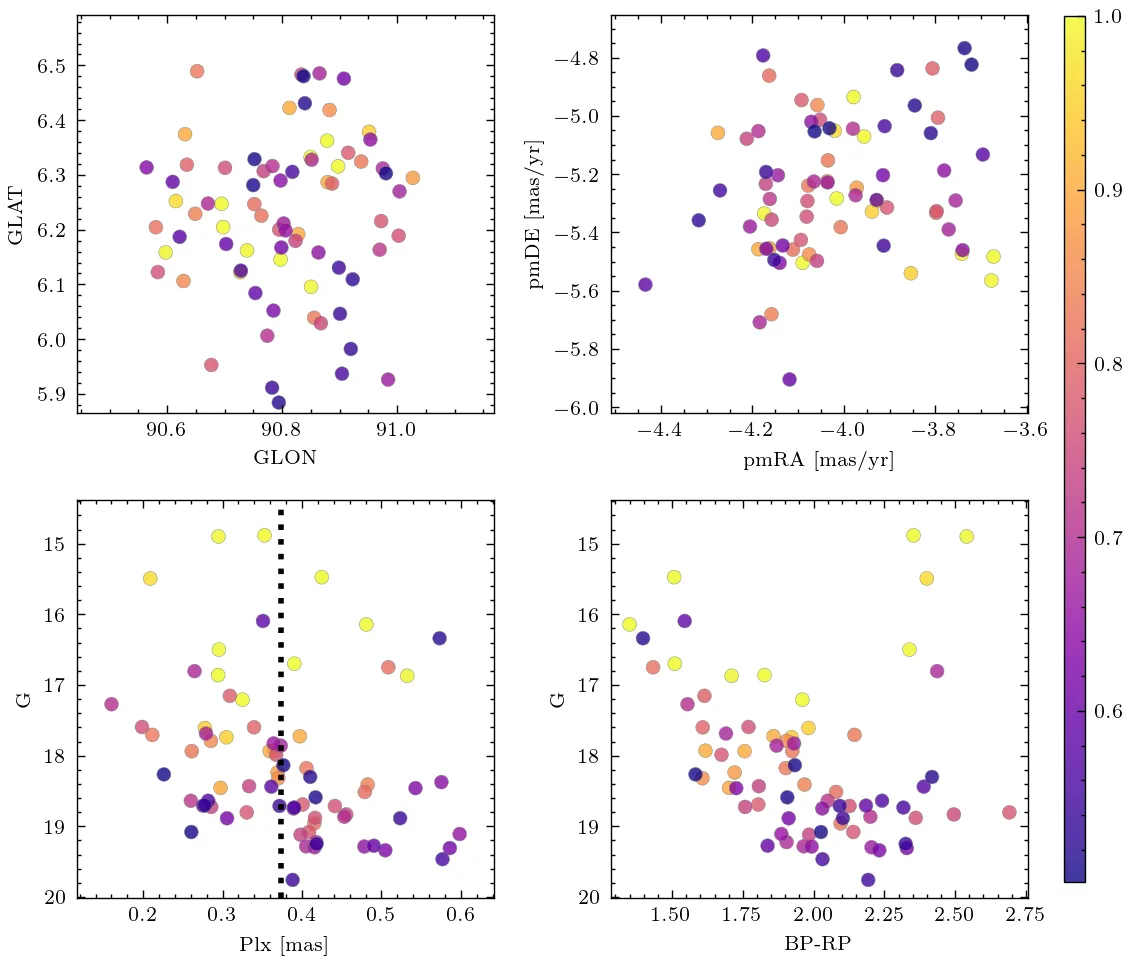 6.5
6.4
6.3
6.2
6.1
6.0
5.9
GLAT
90.6 90.8 91.0
GLON
−4.8
−5.0
−5.2
−5.4
−5.6
−5.8
−6.0
pmDE [mas/yr]
−4.4 −4.2 −4.0 −3.8 −3.6
pmRA [mas/yr]
15
16
17
18
19
20
G
0.2 0.3 0.4 0.5 0.6
Plx [mas]
15
16
17
18
19
20
G
1.50 1.75 2.00 2.25 2.50 2.75
BP-RP
1.0
0.9
0.8
0.7
0.6